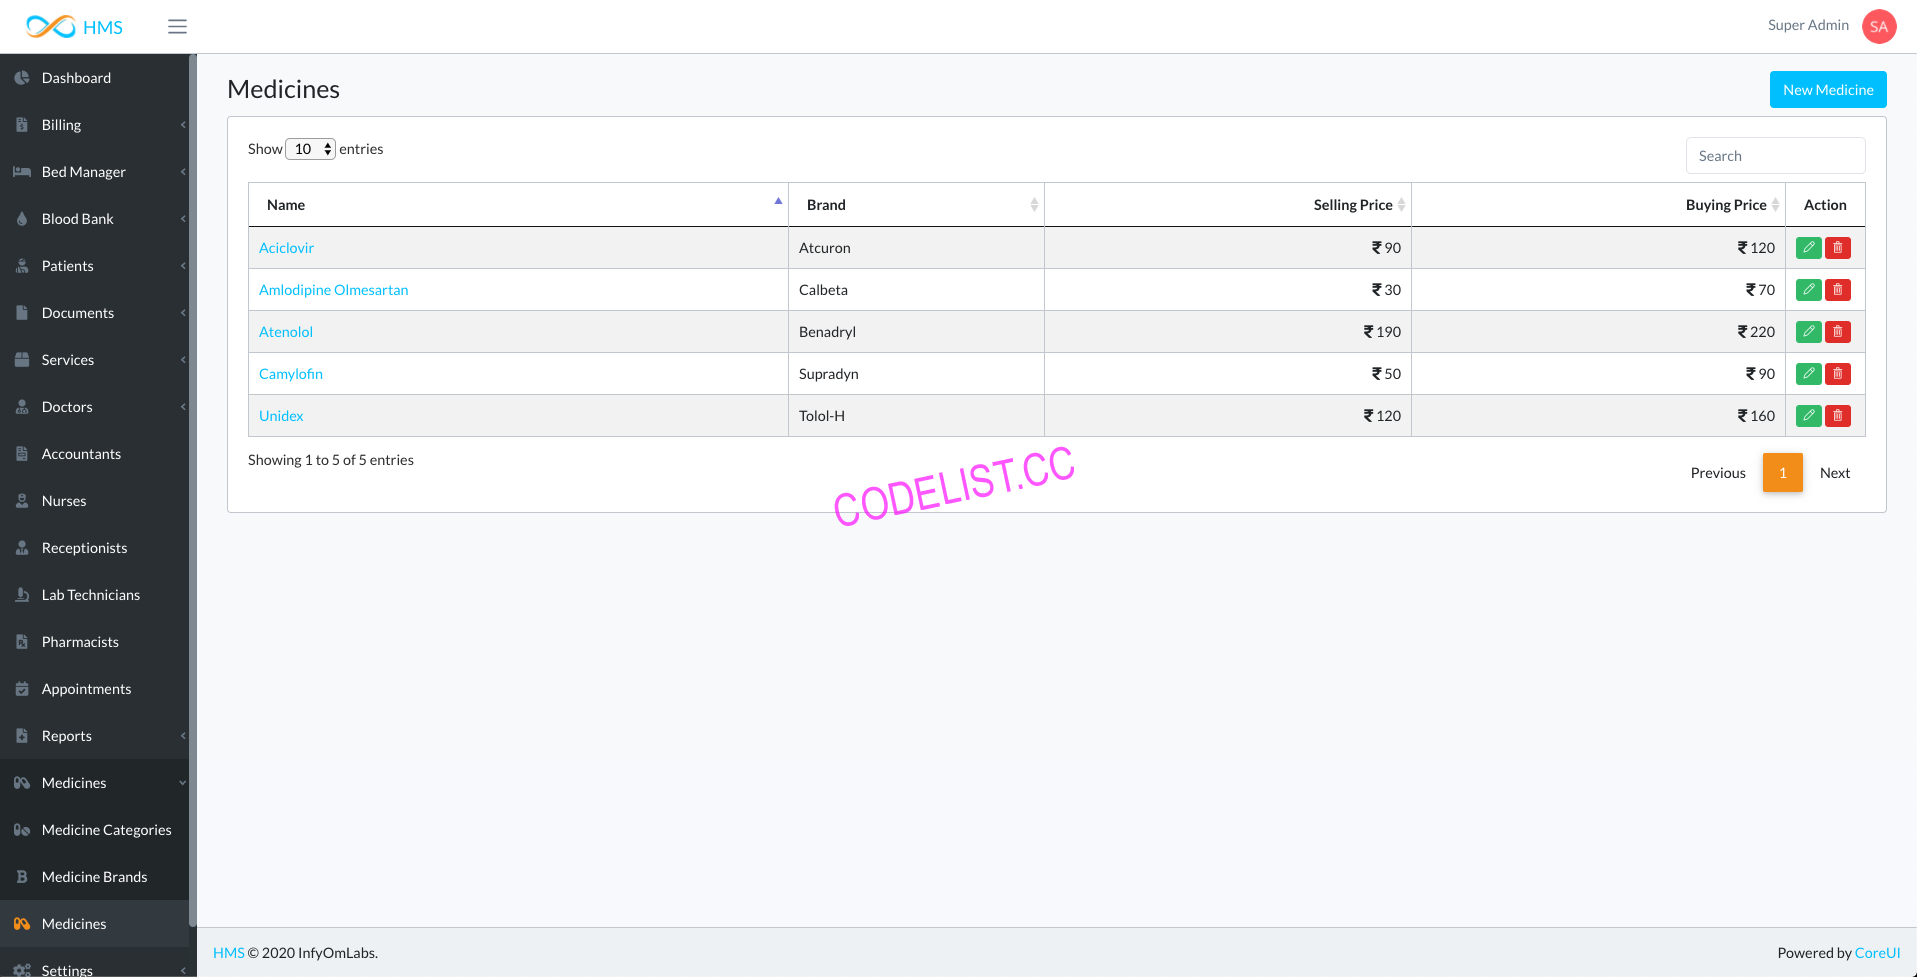 HMS
Super Admin SA
Dashboard
Billing
Bed Manager
Blood Bank
Patients
Documents
Services
Doctors
Accountants
Nurses
Receptionists
Lab Technicians
Pharmacists
Appointments
Reports
Medicines
Medicine Categories
Medicine Brands
Medicines
Settings
Medicines
New Medicine
Show 10 entries
Search
Name Brand Selling Price Buying Price Action
Aciclovir Atcuron ₹ 90 ₹ 120
Amlodipine Olmesartan Calbeta ₹ 30 ₹ 70
Atenolol Benadryl ₹ 190 ₹ 220
Camylofin Supradyn ₹ 50 ₹ 90
Unidex Tolol-H ₹ 120 ₹ 160
Showing 1 to 5 of 5 entries
Previous 1 Next
CODELIST.CC
HMS © 2020 InfyOmLabs.
Powered by CoreUI